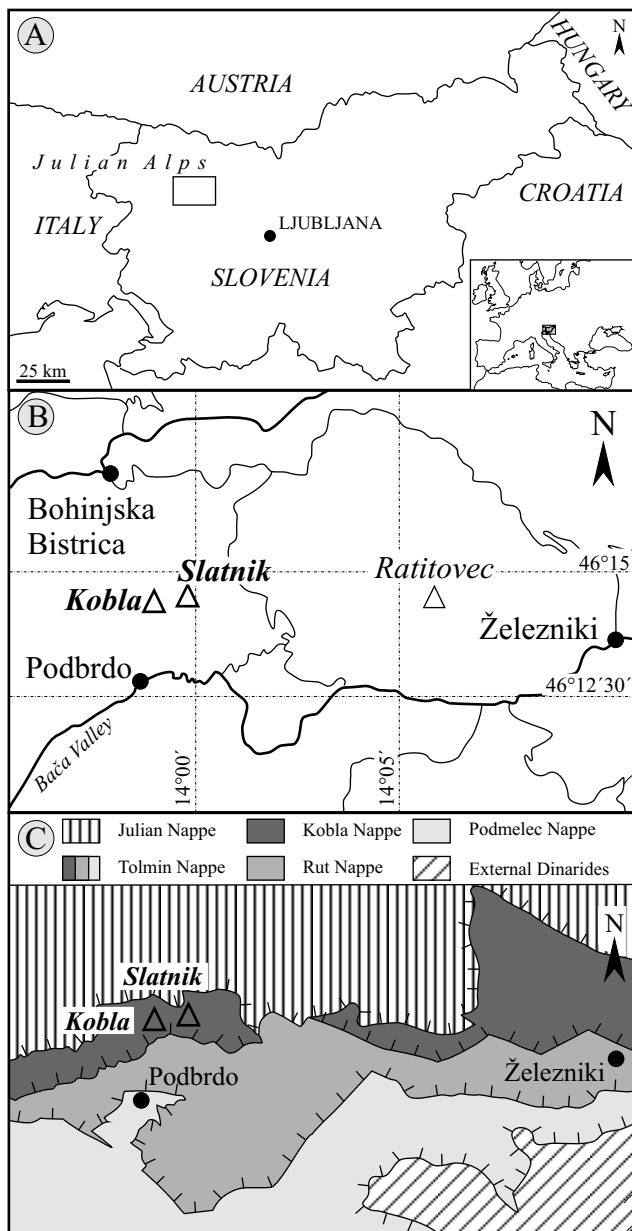 A
N
HUNGARY
AUSTRIA
Julian Alps
CROATIA
ITALY
LJUBLJANA
SLOVENIA
25 km
B
N
Bohinjska
Bistrica
46°15
Slatnik
Ratitovec
Kobla
Železniki
Podbrdo
46°12´30´
Bača Valley
14°00´
14°05´
C
Julian Nappe
Kobla Nappe
Podmelec Nappe
Tolmin Nappe
Rut Nappe
External Dinarides
N
Slatnik
Kobla
Podbrdo
Železniki